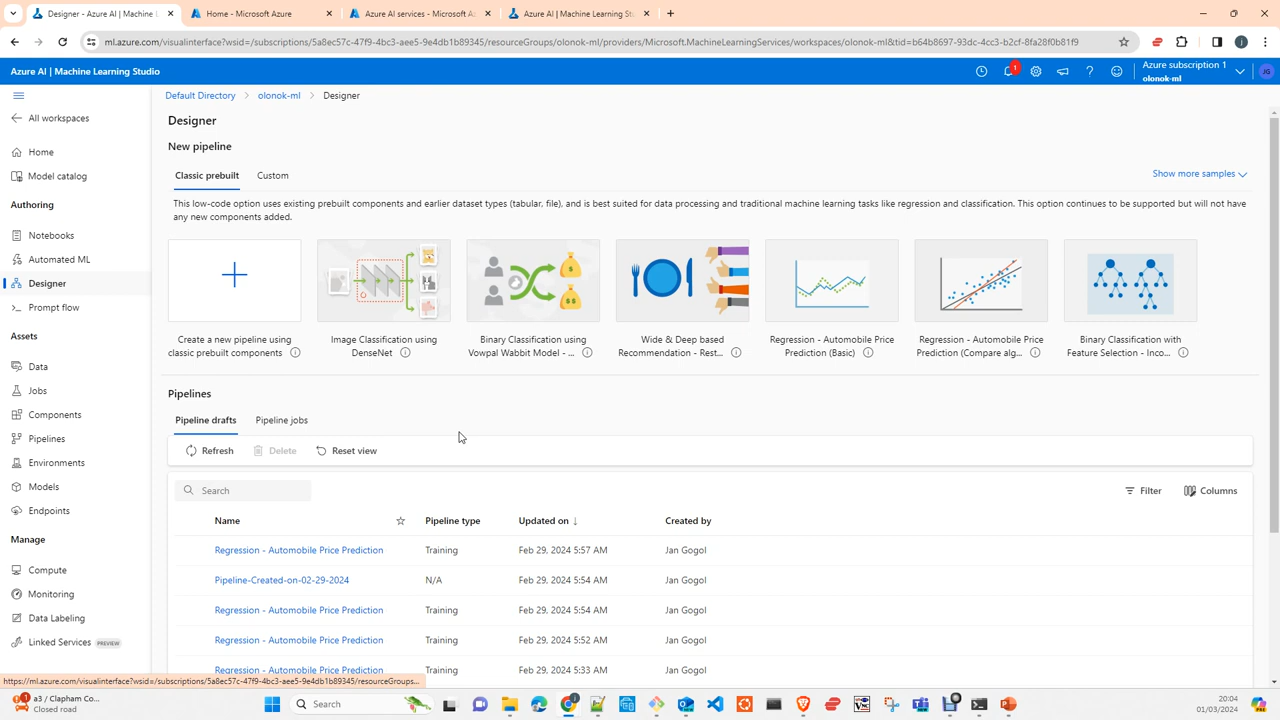 Designer - Azure AI | Machine L
Home - Microsoft Azure
Azure AI services - Microsoft Az
Azure AI | Machine Learning Stu
ml.azure.com/visualinterface?wsid=/subscriptions/5a8ec57c-47f9-4bc3-aee5-9e4db1b89345/resourceGroups/olonok-ml/providers/Microsoft.MachineLearningServices/workspaces/olonok-ml&tid=b64b8697-93dc-4cc3-b2cf-8fa28f0b81f9
Azure AI | Machine Learning Studio
1
Azure subscription 1
olonok-ml
JG
All workspaces
Home
Model catalog
Authoring
Notebooks
Automated ML
Designer
Prompt flow
Assets
Data
Jobs
Components
Pipelines
Environments
Models
Endpoints
Manage
Compute
Monitoring
Data Labeling
Linked Services PREVIEW
Default Directory > olonok-ml > Designer
Designer
New pipeline
Classic prebuilt Custom
Show more samples
This low-code option uses existing prebuilt components and earlier dataset types (tabular, file), and is best suited for data processing and traditional machine learning tasks like regression and classification. This option continues to be supported but will not have
any new components added.
Create a new pipeline using
classic prebuilt components
Image Classification using
DenseNet
Binary Classification using
Vowpal Wabbit Model - ...
Wide & Deep based
Recommendation - Rest...
Regression - Automobile Price
Prediction (Basic)
Regression - Automobile Price
Prediction (Compare alg...
Binary Classification with
Feature Selection - Inco...
Pipelines
Pipeline drafts Pipeline jobs
Refresh Delete Reset view
Search
Filter Columns
Name Pipeline type Updated on ↓ Created by
Regression - Automobile Price Prediction Training Feb 29, 2024 5:57 AM Jan Gogol
Pipeline-Created-on-02-29-2024 N/A Feb 29, 2024 5:54 AM Jan Gogol
Regression - Automobile Price Prediction Training Feb 29, 2024 5:54 AM Jan Gogol
Regression - Automobile Price Prediction Training Feb 29, 2024 5:52 AM Jan Gogol
Regression - Automobile Price Prediction Training Feb 29, 2024 5:33 AM Jan Gogol
https://ml.azure.com/visualinterface?wsid=/subscriptions/5a8ec57c-47f9-4bc3-aee5-9e4db1b89345/resourceGroups...
a3 / Clapham Co...
Closed road
Search
20:04
01/03/2024